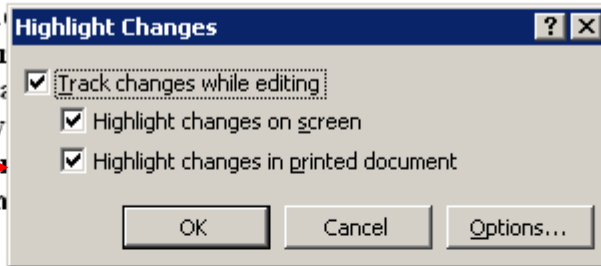 Highlight Changes
Track changes while editing
Highlight changes on screen
Highlight changes in printed document
OK Cancel Options...